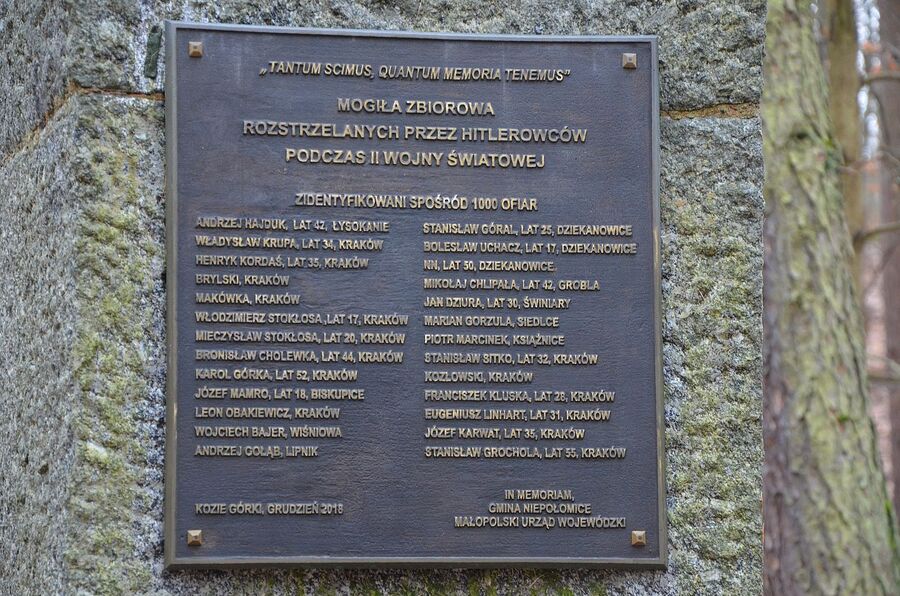 „TANTUM SCIMUS, QUANTUM MEMORIA TENEMUS”
MOGIŁA ZBIOROWA
ROZSTRZELANYCH PRZEZ HITLEROWCÓW
PODCZAS II WOJNY ŚWIATOWEJ
ZIDENTYFIKOWANI SPOŚRÓD 1000 OFIAR
ANDRZEJ HAJDUK, LAT 42, ŁYSOKANIE
WŁADYSŁAW KRUPA, LAT 34, KRAKÓW
HENRYK KORDAŚ, LAT 35, KRAKÓW
BRYLSKI, KRAKÓW
MAKÓWKA, KRAKÓW
WŁODZIMIERZ STOKŁOSA, LAT 17, KRAKÓW
MIECZYSŁAW STOKŁOSA, LAT 20, KRAKÓW
BRONISŁAW CHOLEWKA, LAT 44, KRAKÓW
KAROL GÓRKA, LAT 52, KRAKÓW
JÓZEF MAMRO, LAT 18, BISKUPICE
LEON OBAKIEWICZ, KRAKÓW
WOJCIECH BAJER, WIŚNIOWA
ANDRZEJ GOŁĄB, LIPNIK
STANISŁAW GÓRAL, LAT 25, DZIEKANOWICE
BOLESŁAW UCHACZ, LAT 17, DZIEKANOWICE
NN, LAT 50, DZIEKANOWICE
MIKOŁAJ CHLIPAŁA, LAT 42, GROBLA
JAN DZIURA, LAT 30, ŚWINIARY
MARIAN GORZULA, SIEDLCE
PIOTR MARCINEK, KSIĄŻNICE
STANISŁAW SITKO, LAT 32, KRAKÓW
KOZŁOWSKI, KRAKÓW
FRANCISZEK KLUSKA, LAT 28, KRAKÓW
EUGENIUSZ LINHART, LAT 31, KRAKÓW
JÓZEF KARWAT, LAT 35, KRAKÓW
STANISŁAW GROCHOLA, LAT 55, KRAKÓW
KOZIE GÓRKI, GRUDZIEŃ 2018
IN MEMORIAM,
GMINA NIEPOŁOMICE
MAŁOPOLSKI URZĄD WOJEWÓDZKI